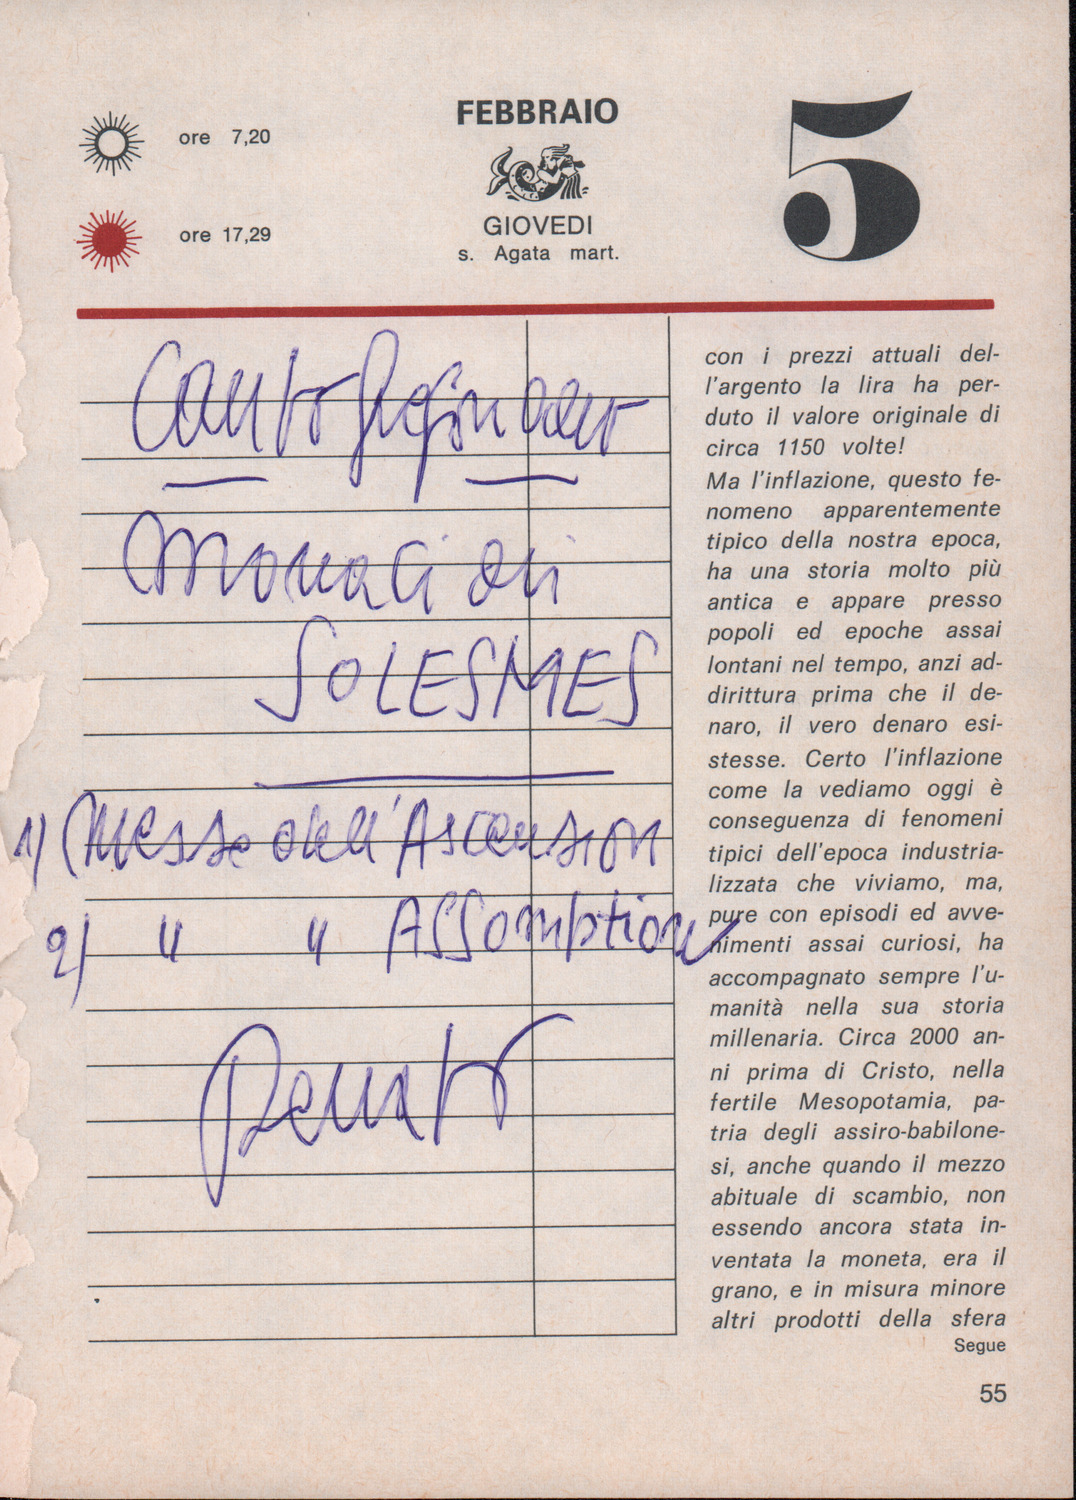 FEBBRAIO
5
ore 7,20
ore 17,29
GIOVEDI
s. Agata mart.
Canto Gregoriano
Monaci di
SOLESMES
1) Messe dell'Ascension
2) " " Assomption
Renato
con i prezzi attuali del-
l'argento la lira ha per-
duto il valore originale di
circa 1150 volte!
Ma l'inflazione, questo fe-
nomeno apparentemente
tipico della nostra epoca,
ha una storia molto più
antica e appare presso
popoli ed epoche assai
lontani nel tempo, anzi ad-
dirittura prima che il de-
naro, il vero denaro esi-
stesse. Certo l'inflazione
come la vediamo oggi è
conseguenza di fenomeni
tipici dell'epoca industria-
lizzata che viviamo, ma,
pure con episodi ed avve-
nimenti assai curiosi, ha
accompagnato sempre l'u-
manità nella sua storia
millenaria. Circa 2000 an-
ni prima di Cristo, nella
fertile Mesopotamia, pa-
tria degli assiro-babilone-
si, anche quando il mezzo
abituale di scambio, non
essendo ancora stata in-
ventata la moneta, era il
grano, e in misura minore
altri prodotti della sfera
Segue
55